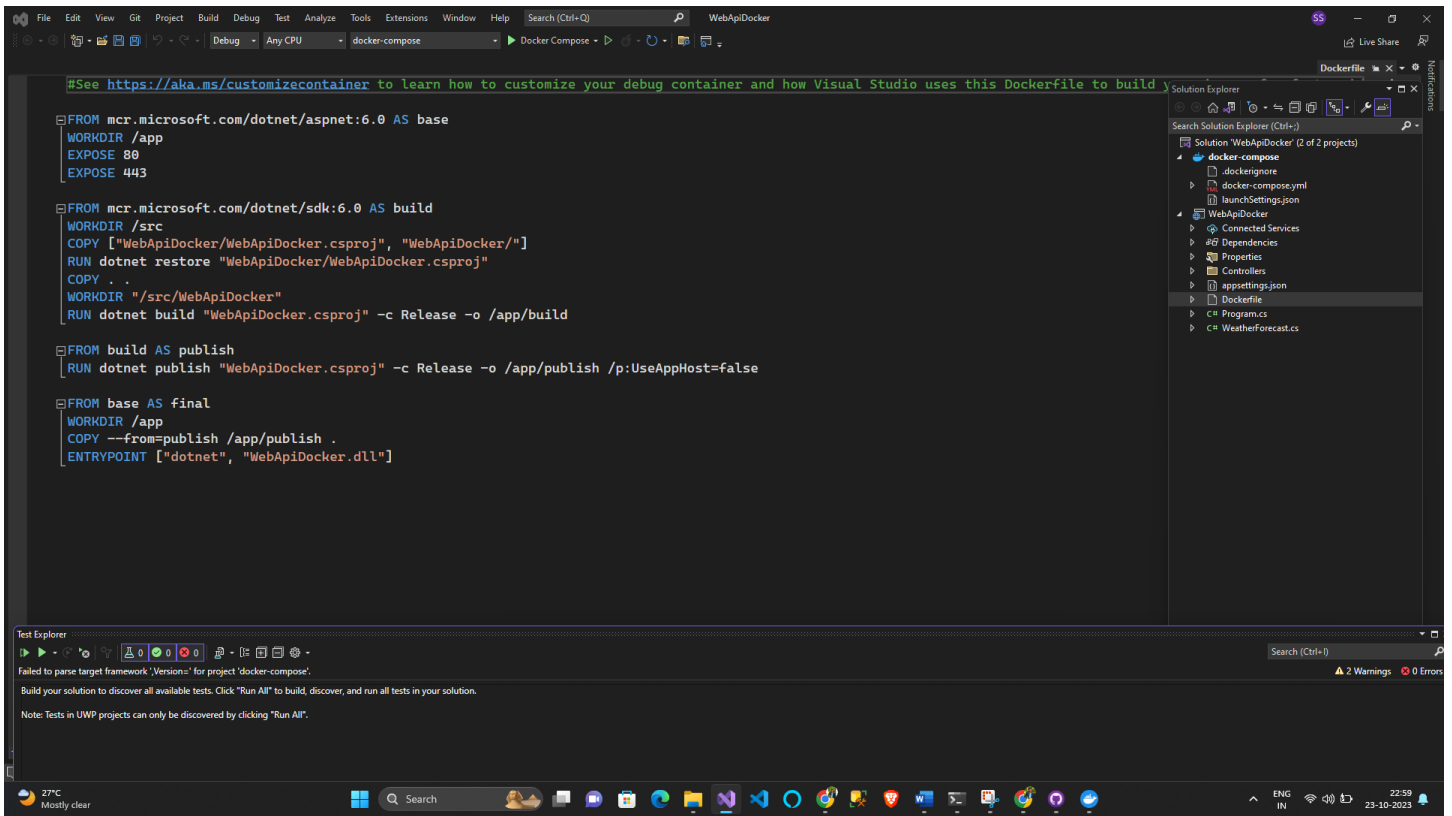 File Edit View Git Project Build Debug Test Analyze Tools Extensions Window Help Search (Ctrl+Q) WebApiDocker SS
Debug Any CPU docker-compose Docker Compose Live Share
Dockerfile
Notifications
#See https://aka.ms/customizecontainer to learn how to customize your debug container and how Visual Studio uses this Dockerfile to build
FROM mcr.microsoft.com/dotnet/aspnet:6.0 AS base
WORKDIR /app
EXPOSE 80
EXPOSE 443
FROM mcr.microsoft.com/dotnet/sdk:6.0 AS build
WORKDIR /src
COPY ["WebApiDocker/WebApiDocker.csproj", "WebApiDocker/"]
RUN dotnet restore "WebApiDocker/WebApiDocker.csproj"
COPY . .
WORKDIR "/src/WebApiDocker"
RUN dotnet build "WebApiDocker.csproj" -c Release -o /app/build
FROM build AS publish
RUN dotnet publish "WebApiDocker.csproj" -c Release -o /app/publish /p:UseAppHost=false
FROM base AS final
WORKDIR /app
COPY --from=publish /app/publish .
ENTRYPOINT ["dotnet", "WebApiDocker.dll"]
Solution Explorer
Search Solution Explorer (Ctrl+;)
Solution 'WebApiDocker' (2 of 2 projects)
docker-compose
.dockerignore
docker-compose.yml
launchSettings.json
WebApiDocker
Connected Services
Dependencies
Properties
Controllers
appsettings.json
Dockerfile
C# Program.cs
C# WeatherForecast.cs
Test Explorer
0 0 0 Search (Ctrl+I)
Failed to parse target framework ',Version=' for project 'docker-compose'. 2 Warnings 0 Errors
Build your solution to discover all available tests. Click "Run All" to build, discover, and run all tests in your solution.
Note: Tests in UWP projects can only be discovered by clicking "Run All".
27°C
Mostly clear
Search
ENG
IN
22:59
23-10-2023